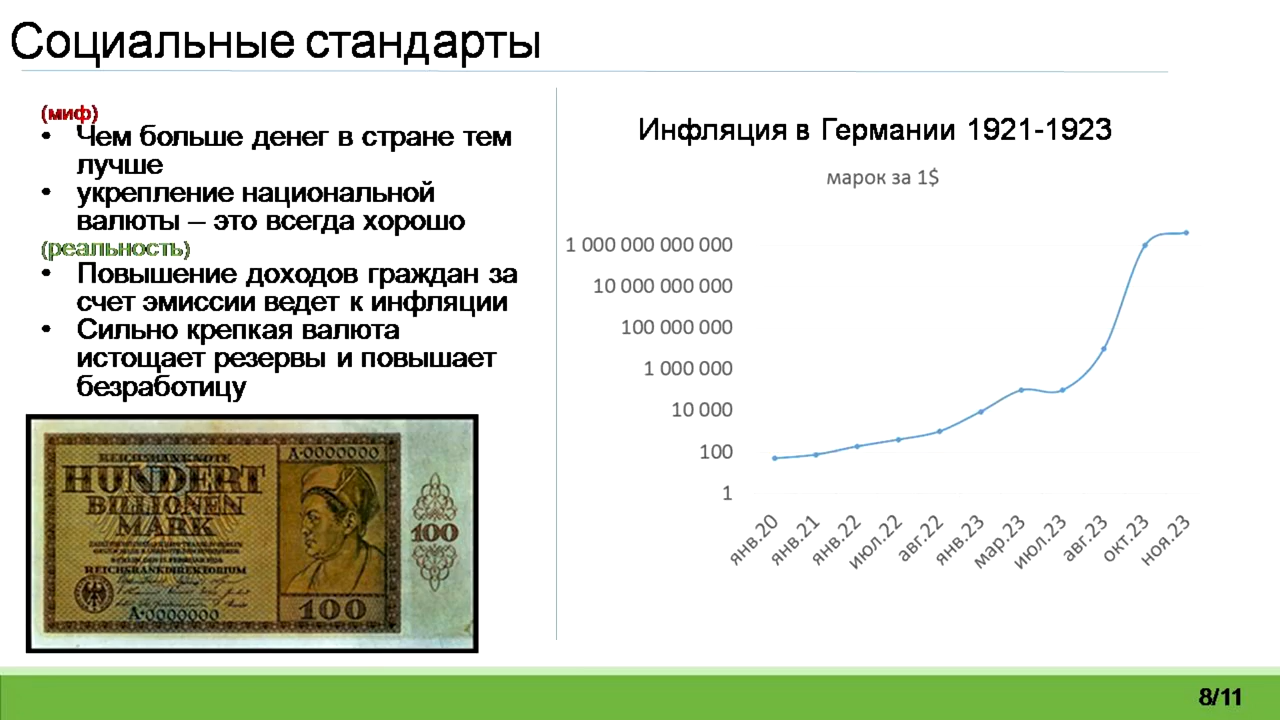 Социальные стандарты
(миф)
• Чем больше денег в стране тем
лучше
• укрепление национальной
валюты – это всегда хорошо
(реальность)
• Повышение доходов граждан за
счет эмиссии ведет к инфляции
• Сильно крепкая валюта
истощает резервы и повышает
безработицу
REICHSBANKNOTE
A·0000000
HUNDERT
BILLIONEN
MARK
100
REICHSBANKDIREKTORIUM
A·0000000
100
Инфляция в Германии 1921-1923
марок за 1$
1 000 000 000 000
10 000 000 000
100 000 000
1 000 000
10 000
100
1
янв.20
янв.21
янв.22
июл.22
авг.22
янв.23
мар.23
июл.23
авг.23
окт.23
ноя.23
8/11